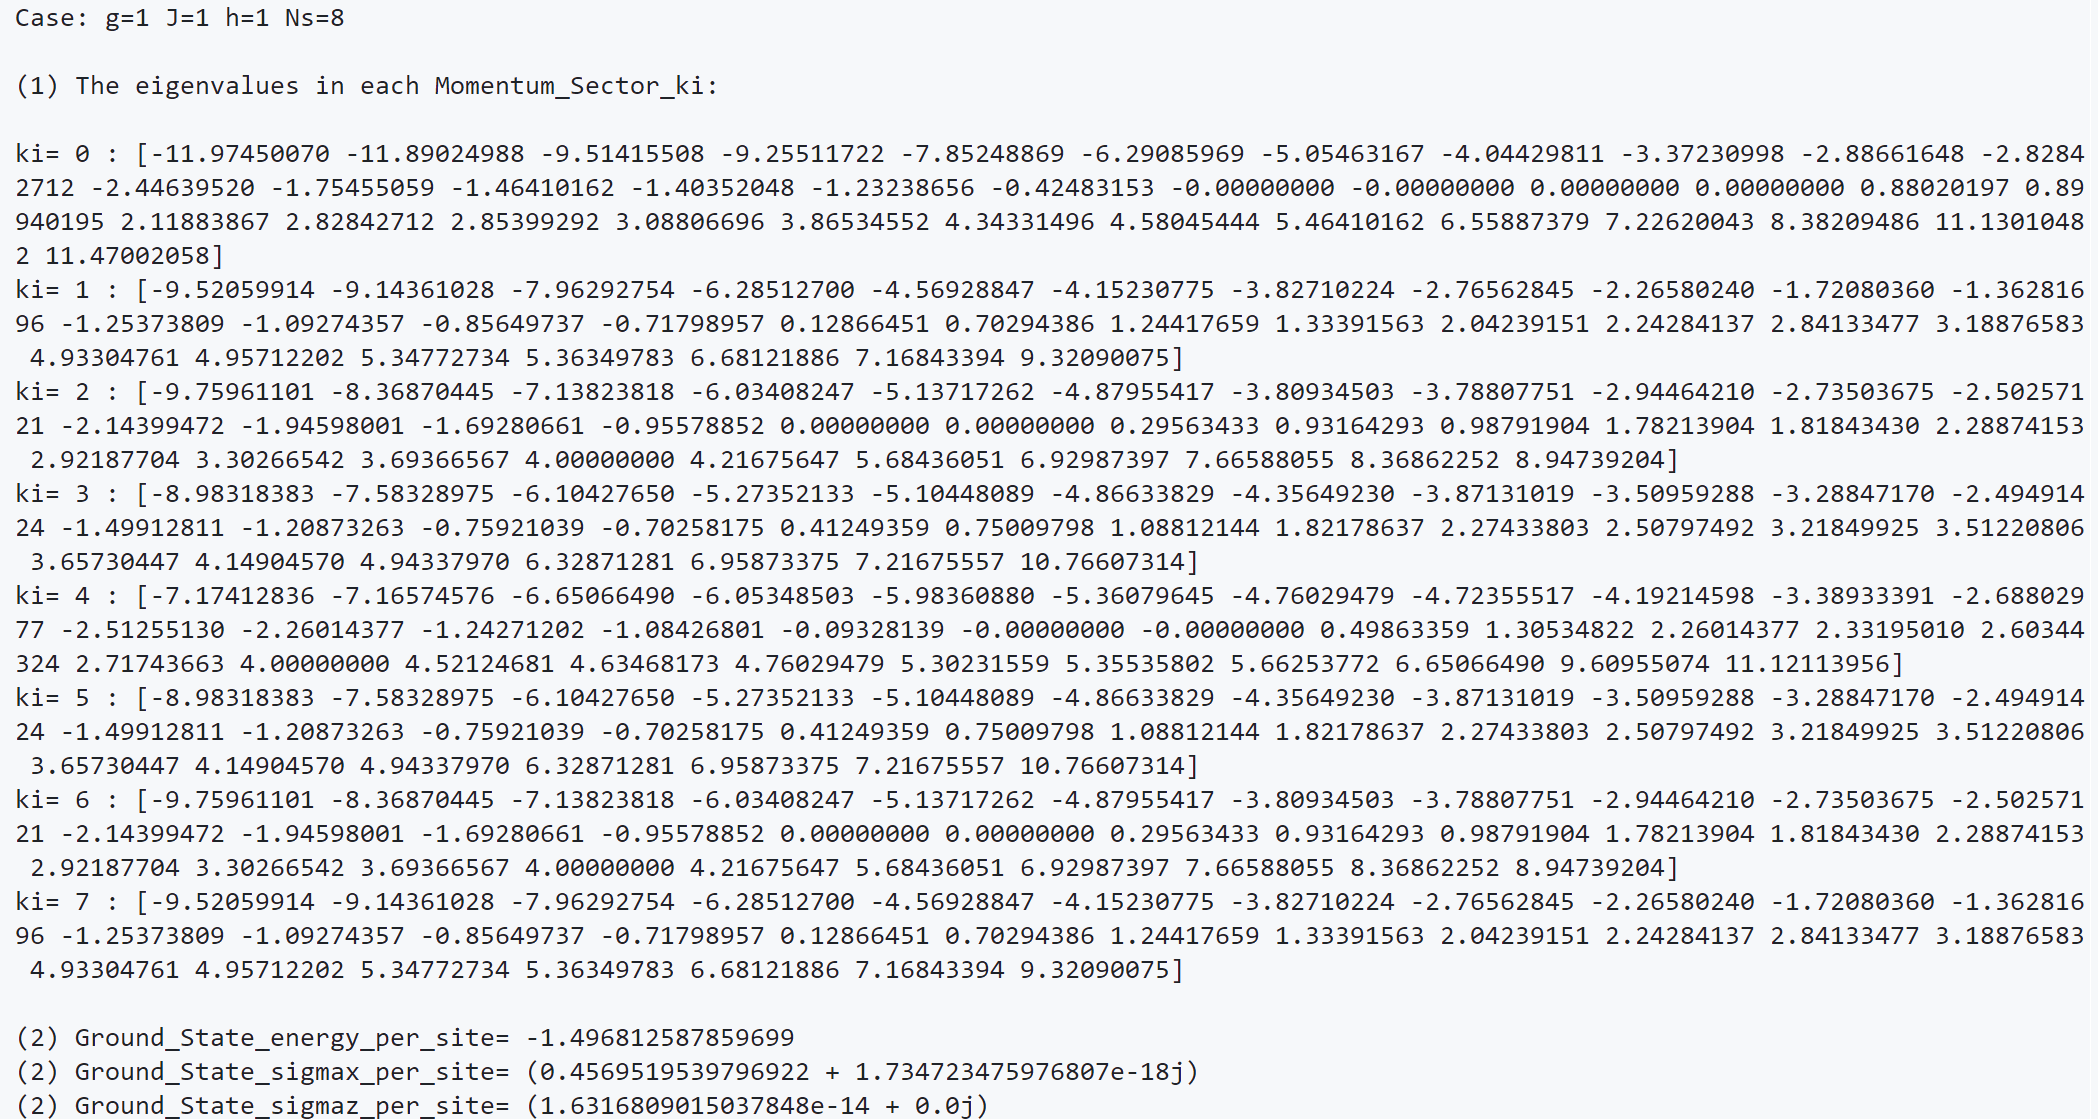 Case: g=1 J=1 h=1 Ns=8
(1) The eigenvalues in each Momentum_Sector_ki:
ki= 0 : [-11.97450070 -11.89024988 -9.51415508 -9.25511722 -7.85248869 -6.29085969 -5.05463167 -4.04429811 -3.37230998 -2.88661648 -2.8284
2712 -2.44639520 -1.75455059 -1.46410162 -1.40352048 -1.23238656 -0.42483153 -0.00000000 -0.00000000 0.00000000 0.00000000 0.88020197 0.89
940195 2.11883867 2.82842712 2.85399292 3.08806696 3.86534552 4.34331496 4.58045444 5.46410162 6.55887379 7.22620043 8.38209486 11.1301048
2 11.47002058]
ki= 1 : [-9.52059914 -9.14361028 -7.96292754 -6.28512700 -4.56928847 -4.15230775 -3.82710224 -2.76562845 -2.26580240 -1.72080360 -1.362816
96 -1.25373809 -1.09274357 -0.85649737 -0.71798957 0.12866451 0.70294386 1.24417659 1.33391563 2.04239151 2.24284137 2.84133477 3.18876583
4.93304761 4.95712202 5.34772734 5.36349783 6.68121886 7.16843394 9.32090075]
ki= 2 : [-9.75961101 -8.36870445 -7.13823818 -6.03408247 -5.13717262 -4.87955417 -3.80934503 -3.78807751 -2.94464210 -2.73503675 -2.502571
21 -2.14399472 -1.94598001 -1.69280661 -0.95578852 0.00000000 0.00000000 0.29563433 0.93164293 0.98791904 1.78213904 1.81843430 2.28874153
2.92187704 3.30266542 3.69366567 4.00000000 4.21675647 5.68436051 6.92987397 7.66588055 8.36862252 8.94739204]
ki= 3 : [-8.98318383 -7.58328975 -6.10427650 -5.27352133 -5.10448089 -4.86633829 -4.35649230 -3.87131019 -3.50959288 -3.28847170 -2.494914
24 -1.49912811 -1.20873263 -0.75921039 -0.70258175 0.41249359 0.75009798 1.08812144 1.82178637 2.27433803 2.50797492 3.21849925 3.51220806
3.65730447 4.14904570 4.94337970 6.32871281 6.95873375 7.21675557 10.76607314]
ki= 4 : [-7.17412836 -7.16574576 -6.65066490 -6.05348503 -5.98360880 -5.36079645 -4.76029479 -4.72355517 -4.19214598 -3.38933391 -2.688029
77 -2.51255130 -2.26014377 -1.24271202 -1.08426801 -0.09328139 -0.00000000 -0.00000000 0.49863359 1.30534822 2.26014377 2.33195010 2.60344
324 2.71743663 4.00000000 4.52124681 4.63468173 4.76029479 5.30231559 5.35535802 5.66253772 6.65066490 9.60955074 11.12113956]
ki= 5 : [-8.98318383 -7.58328975 -6.10427650 -5.27352133 -5.10448089 -4.86633829 -4.35649230 -3.87131019 -3.50959288 -3.28847170 -2.494914
24 -1.49912811 -1.20873263 -0.75921039 -0.70258175 0.41249359 0.75009798 1.08812144 1.82178637 2.27433803 2.50797492 3.21849925 3.51220806
3.65730447 4.14904570 4.94337970 6.32871281 6.95873375 7.21675557 10.76607314]
ki= 6 : [-9.75961101 -8.36870445 -7.13823818 -6.03408247 -5.13717262 -4.87955417 -3.80934503 -3.78807751 -2.94464210 -2.73503675 -2.502571
21 -2.14399472 -1.94598001 -1.69280661 -0.95578852 0.00000000 0.00000000 0.29563433 0.93164293 0.98791904 1.78213904 1.81843430 2.28874153
2.92187704 3.30266542 3.69366567 4.00000000 4.21675647 5.68436051 6.92987397 7.66588055 8.36862252 8.94739204]
ki= 7 : [-9.52059914 -9.14361028 -7.96292754 -6.28512700 -4.56928847 -4.15230775 -3.82710224 -2.76562845 -2.26580240 -1.72080360 -1.362816
96 -1.25373809 -1.09274357 -0.85649737 -0.71798957 0.12866451 0.70294386 1.24417659 1.33391563 2.04239151 2.24284137 2.84133477 3.18876583
4.93304761 4.95712202 5.34772734 5.36349783 6.68121886 7.16843394 9.32090075]
(2) Ground_State_energy_per_site= -1.496812587859699
(2) Ground_State_sigmax_per_site= (0.4569519539796922 + 1.734723475976807e-18j)
(2) Ground_State_sigmaz_per_site= (1.6316809015037848e-14 + 0.0j)